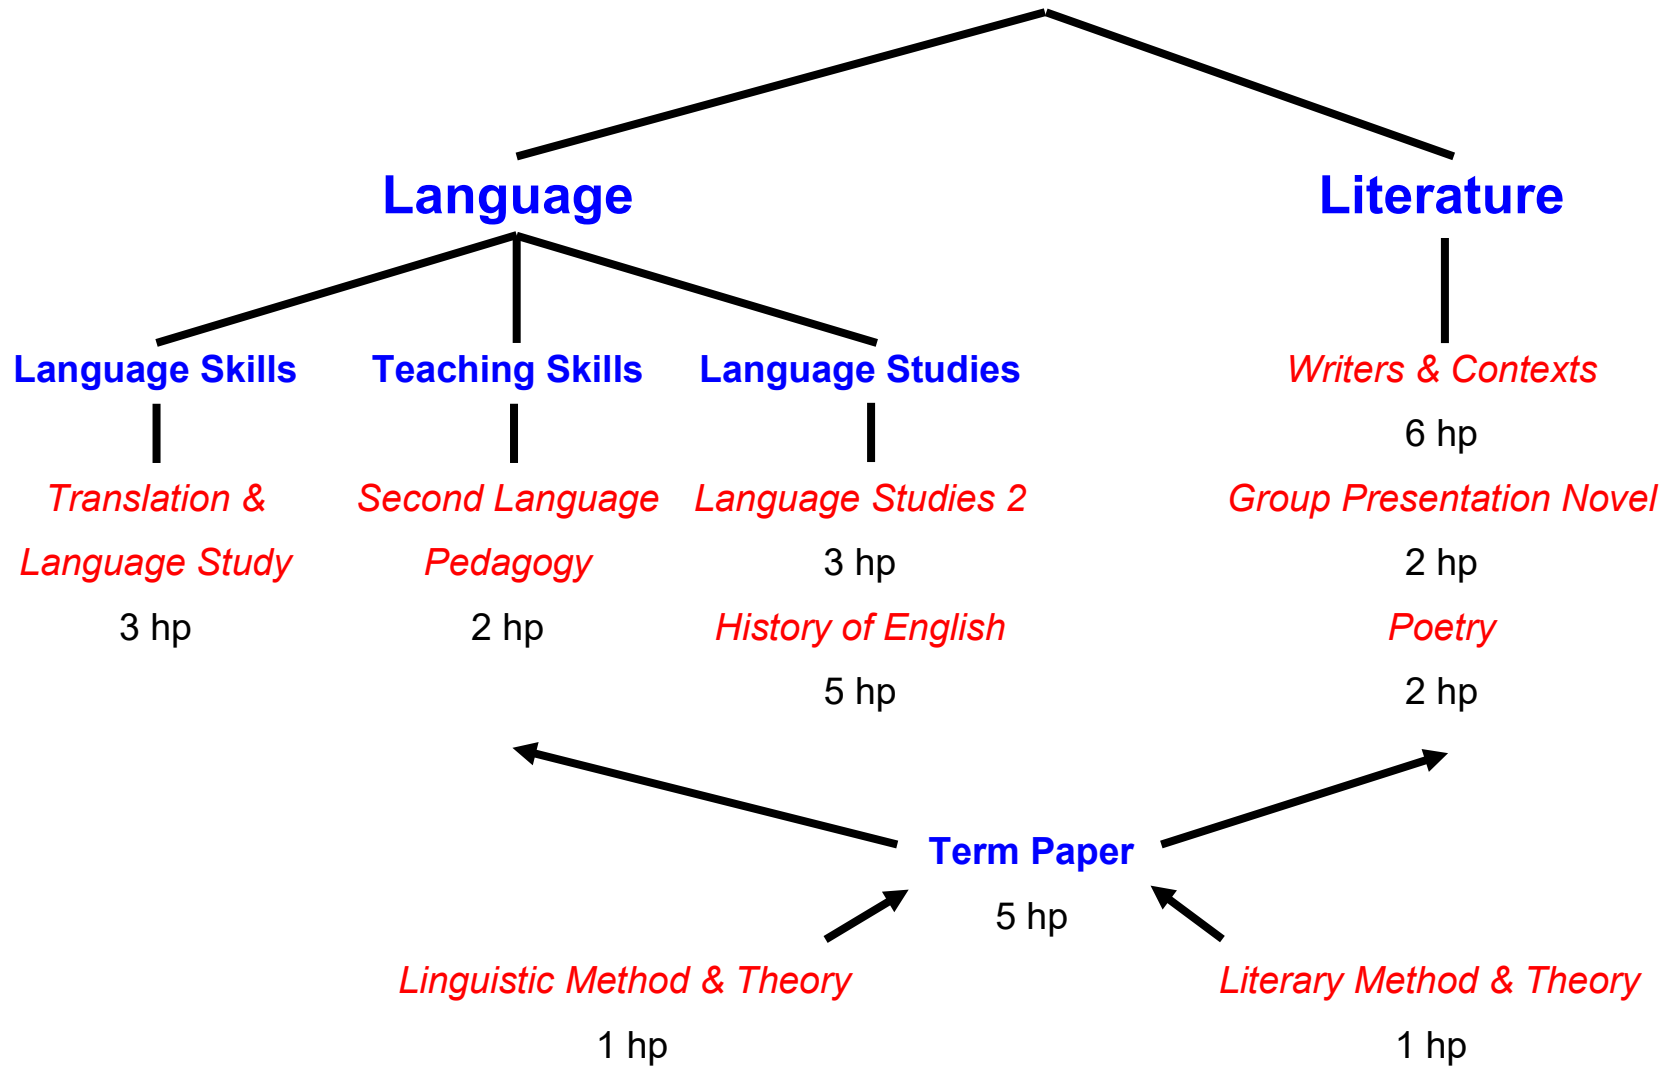 Language
Literature
Language Skills
Teaching Skills
Language Studies
Writers & Contexts
6 hp
Translation &
Second Language
Language Studies 2
Group Presentation Novel
Language Study
Pedagogy
3 hp
2 hp
3 hp
2 hp
History of English
Poetry
5 hp
2 hp
Term Paper
5 hp
Linguistic Method & Theory
Literary Method & Theory
1 hp
1 hp